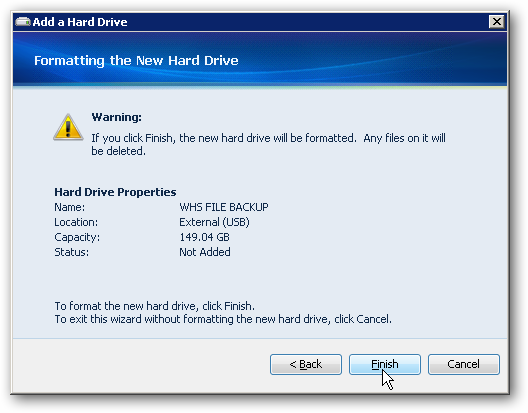 Add a Hard Drive
Formatting the New Hard Drive
Warning:
If you click Finish, the new hard drive will be formatted. Any files on it will
be deleted.
Hard Drive Properties
Name: WHS FILE BACKUP
Location: External (USB)
Capacity: 149.04 GB
Status: Not Added
To format the new hard drive, click Finish.
To exit this wizard without formatting the new hard drive, click Cancel.
< Back Finish Cancel